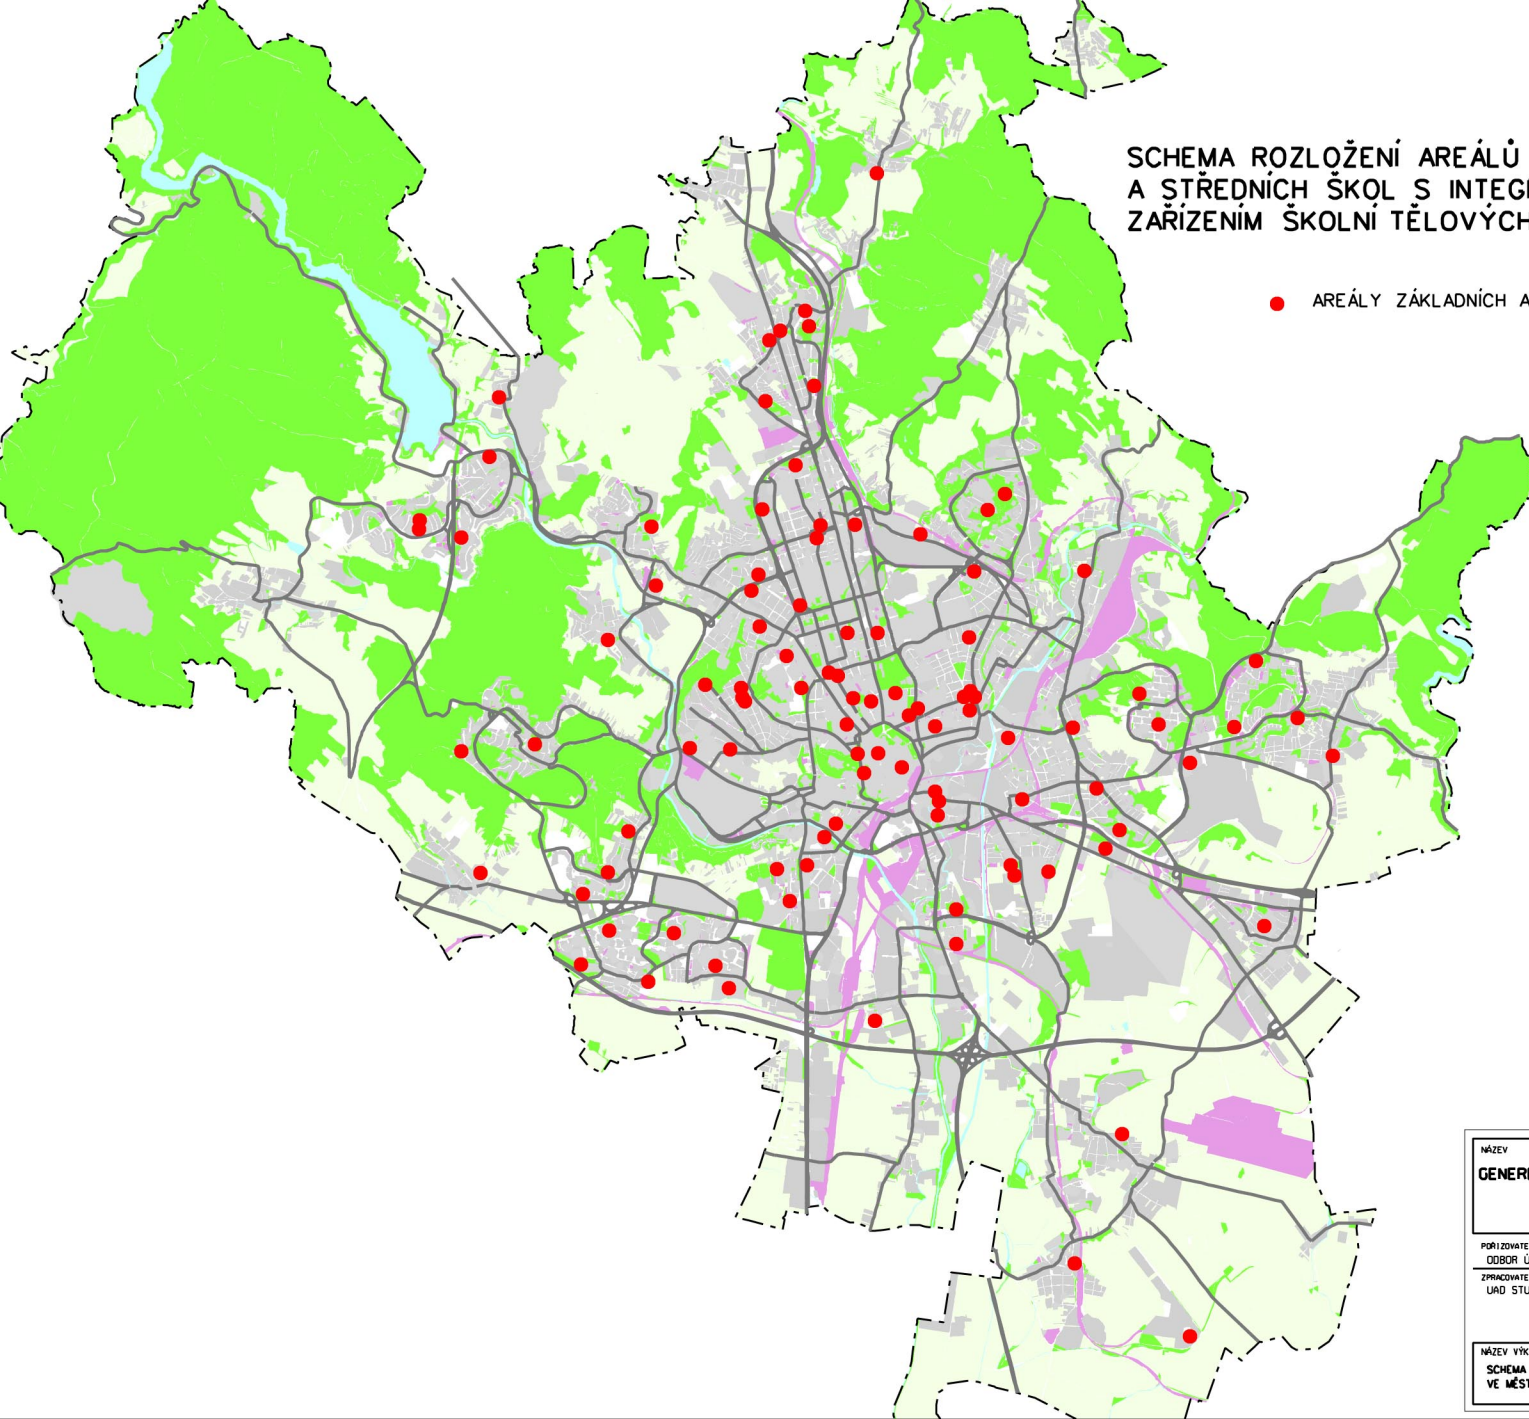 SCHEMA ROZLOŽENÍ AREÁLŮ
A STŘEDNÍCH ŠKOL S INTEG
ZAŘÍZENÍM ŠKOLNÍ TĚLOVÝCH
AREÁLY ZÁKLADNÍCH A
NÁZEV
GENER
POŘIZOVATE
ODBOR Ú
ZPRACOVATE
UAD STU
NÁZEV VÝK
SCHEMA
VE MĚST